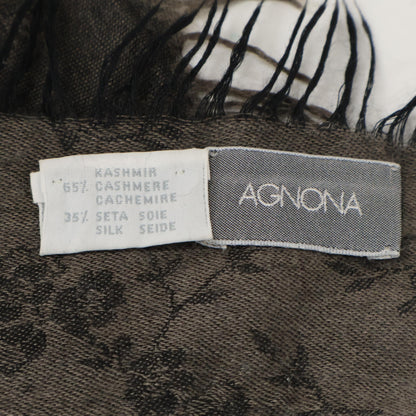 KASHMIR
65% CASHMERE
CACHEMIRE
35% SETA SOIE
SILK SEIDE
AGNONA